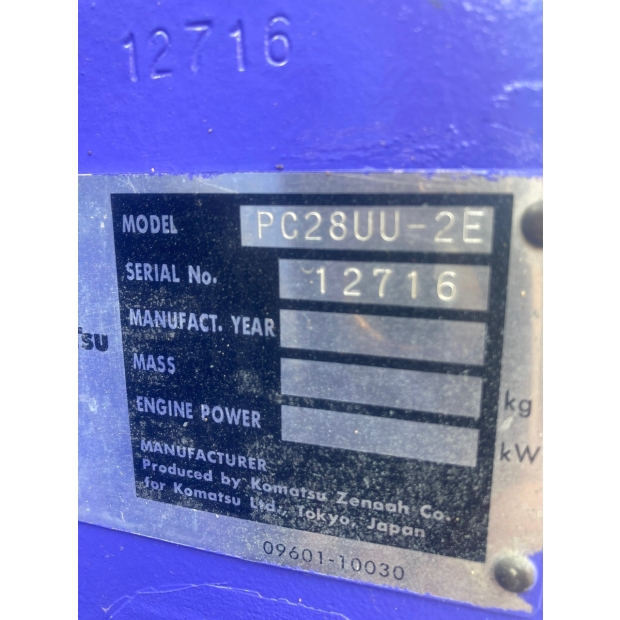 12716
MODEL PC28UU-2E
SERIAL No. 12716
MANUFACT. YEAR
SU
MASS
kg
ENGINE POWER
kW
MANUFACTURER
Produced by Komatsu Zenoah Co.,
for Komatsu Ltd., Tokyo, Japan
09601-10030